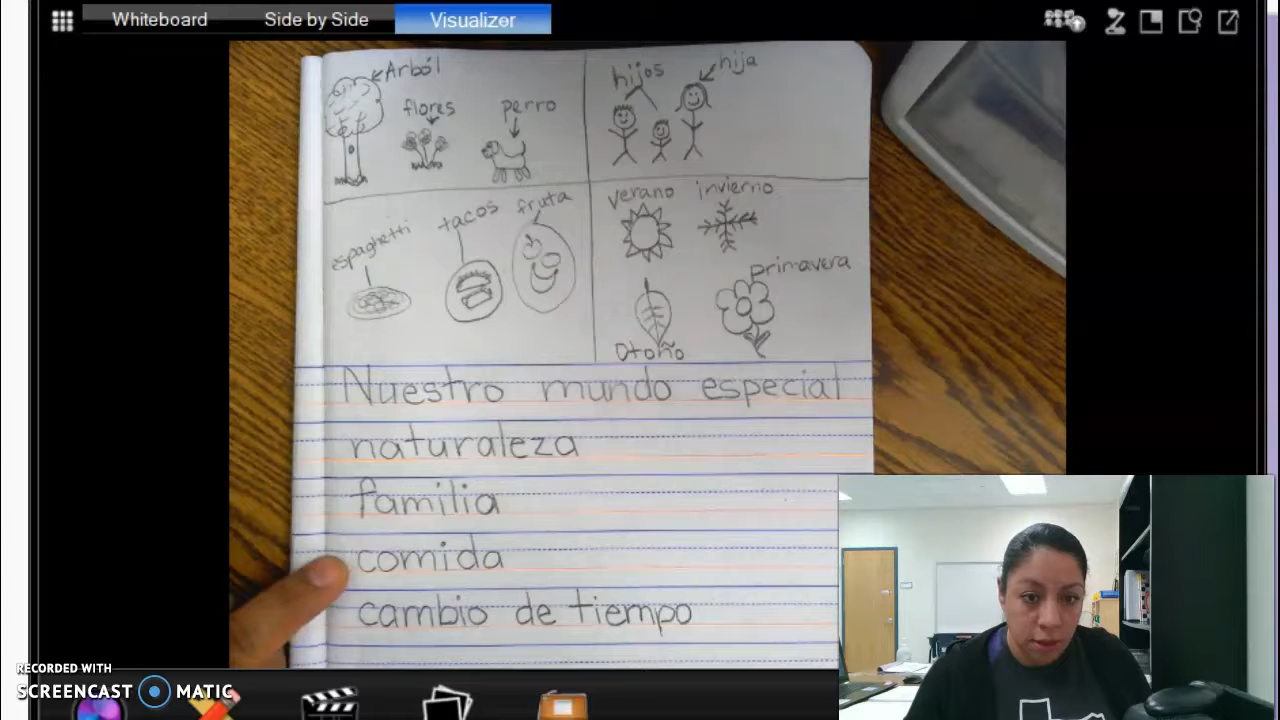 Whiteboard Side by Side Visualizer
Arból
flores
perro
hijos
hija
espaghetti
tacos
fruta
verano
invierno
primavera
Otoño
Nuestro mundo especial
naturaleza
familia
comida
cambio de tiempo
RECORDED WITH
SCREENCAST MATIC